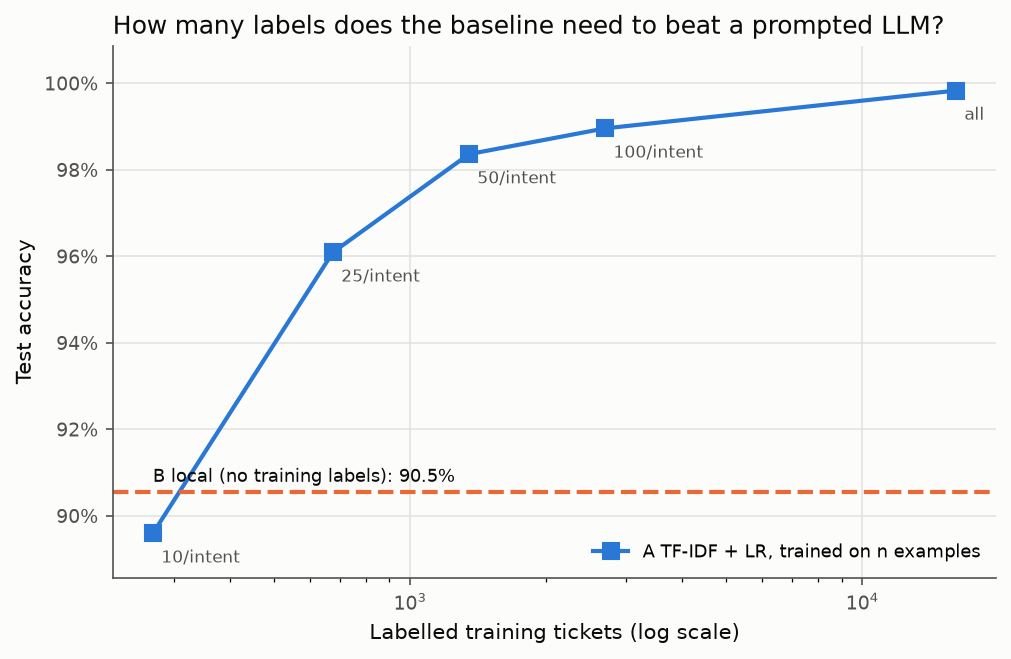 How many labels does the baseline need to beat a prompted LLM?
100%
98%
96%
94%
92%
90%
Test accuracy
all
100/intent
50/intent
25/intent
B local (no training labels): 90.5%
10/intent
A TF-IDF + LR, trained on n examples
10³
10⁴
Labelled training tickets (log scale)